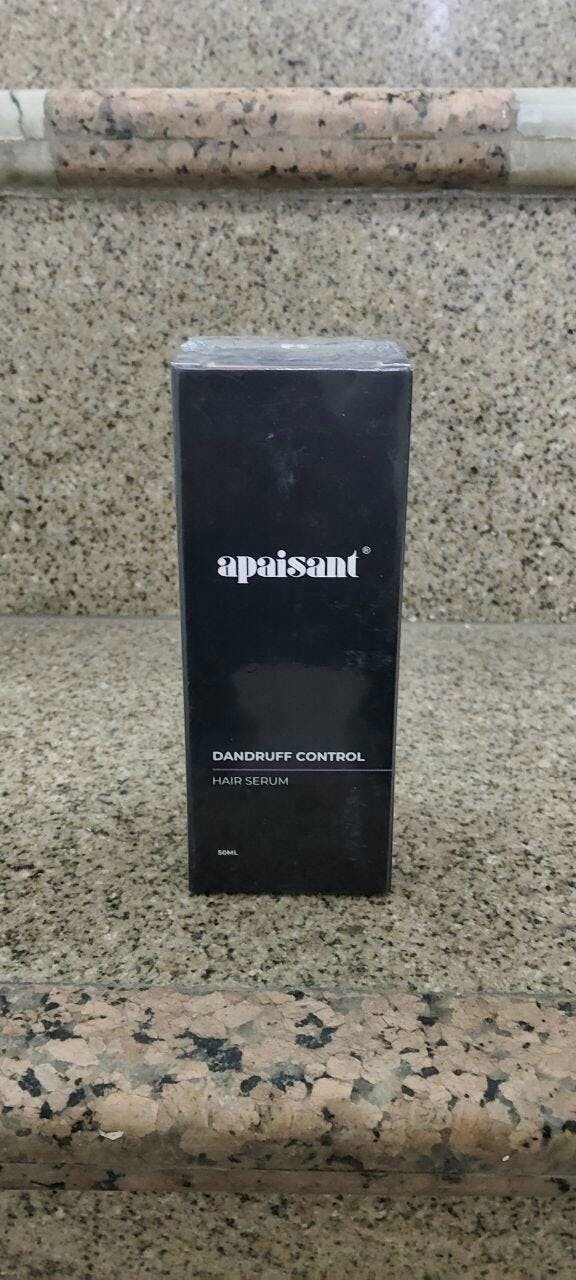 apaisant®
DANDRUFF CONTROL
HAIR SERUM
50ML